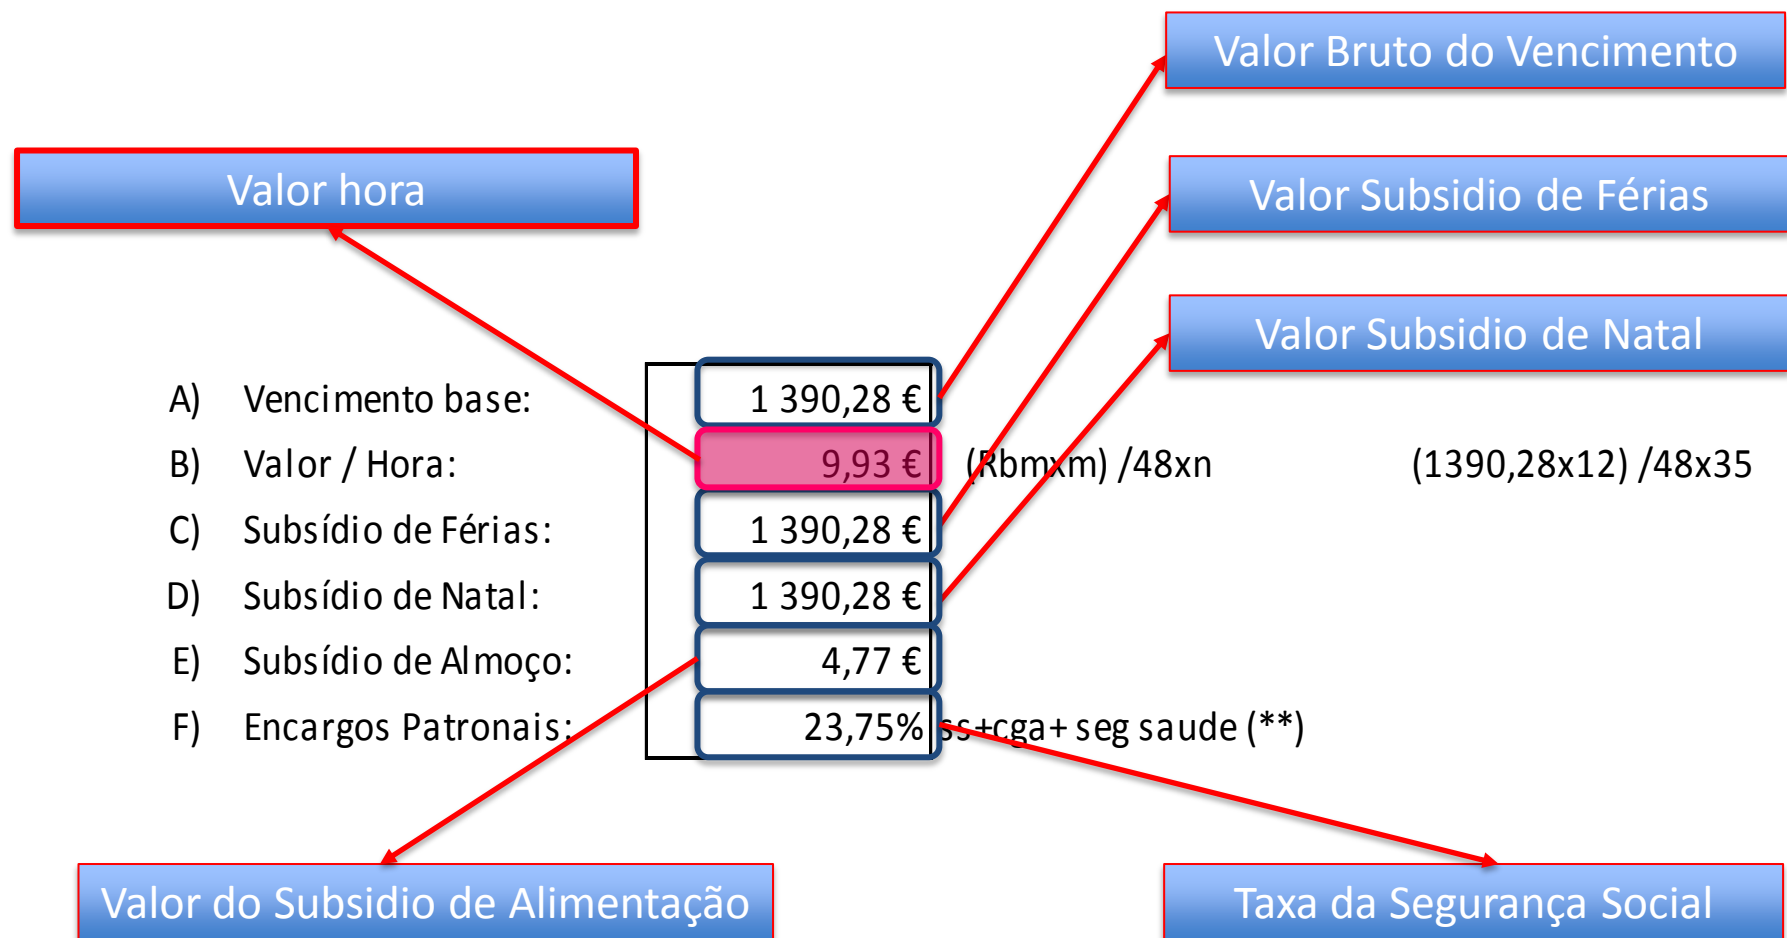 Valor Bruto do Vencimento
Valor hora
Valor Subsidio de Férias
Valor Subsidio de Natal
A) Vencimento base: 1 390,28 €
B) Valor / Hora: 9,93 € (Rbmxm) /48xn (1390,28x12) /48x35
C) Subsídio de Férias: 1 390,28 €
D) Subsídio de Natal: 1 390,28 €
E) Subsídio de Almoço: 4,77 €
F) Encargos Patronais: 23,75% ss+cga+ seg saude (**)
Valor do Subsidio de Alimentação
Taxa da Segurança Social